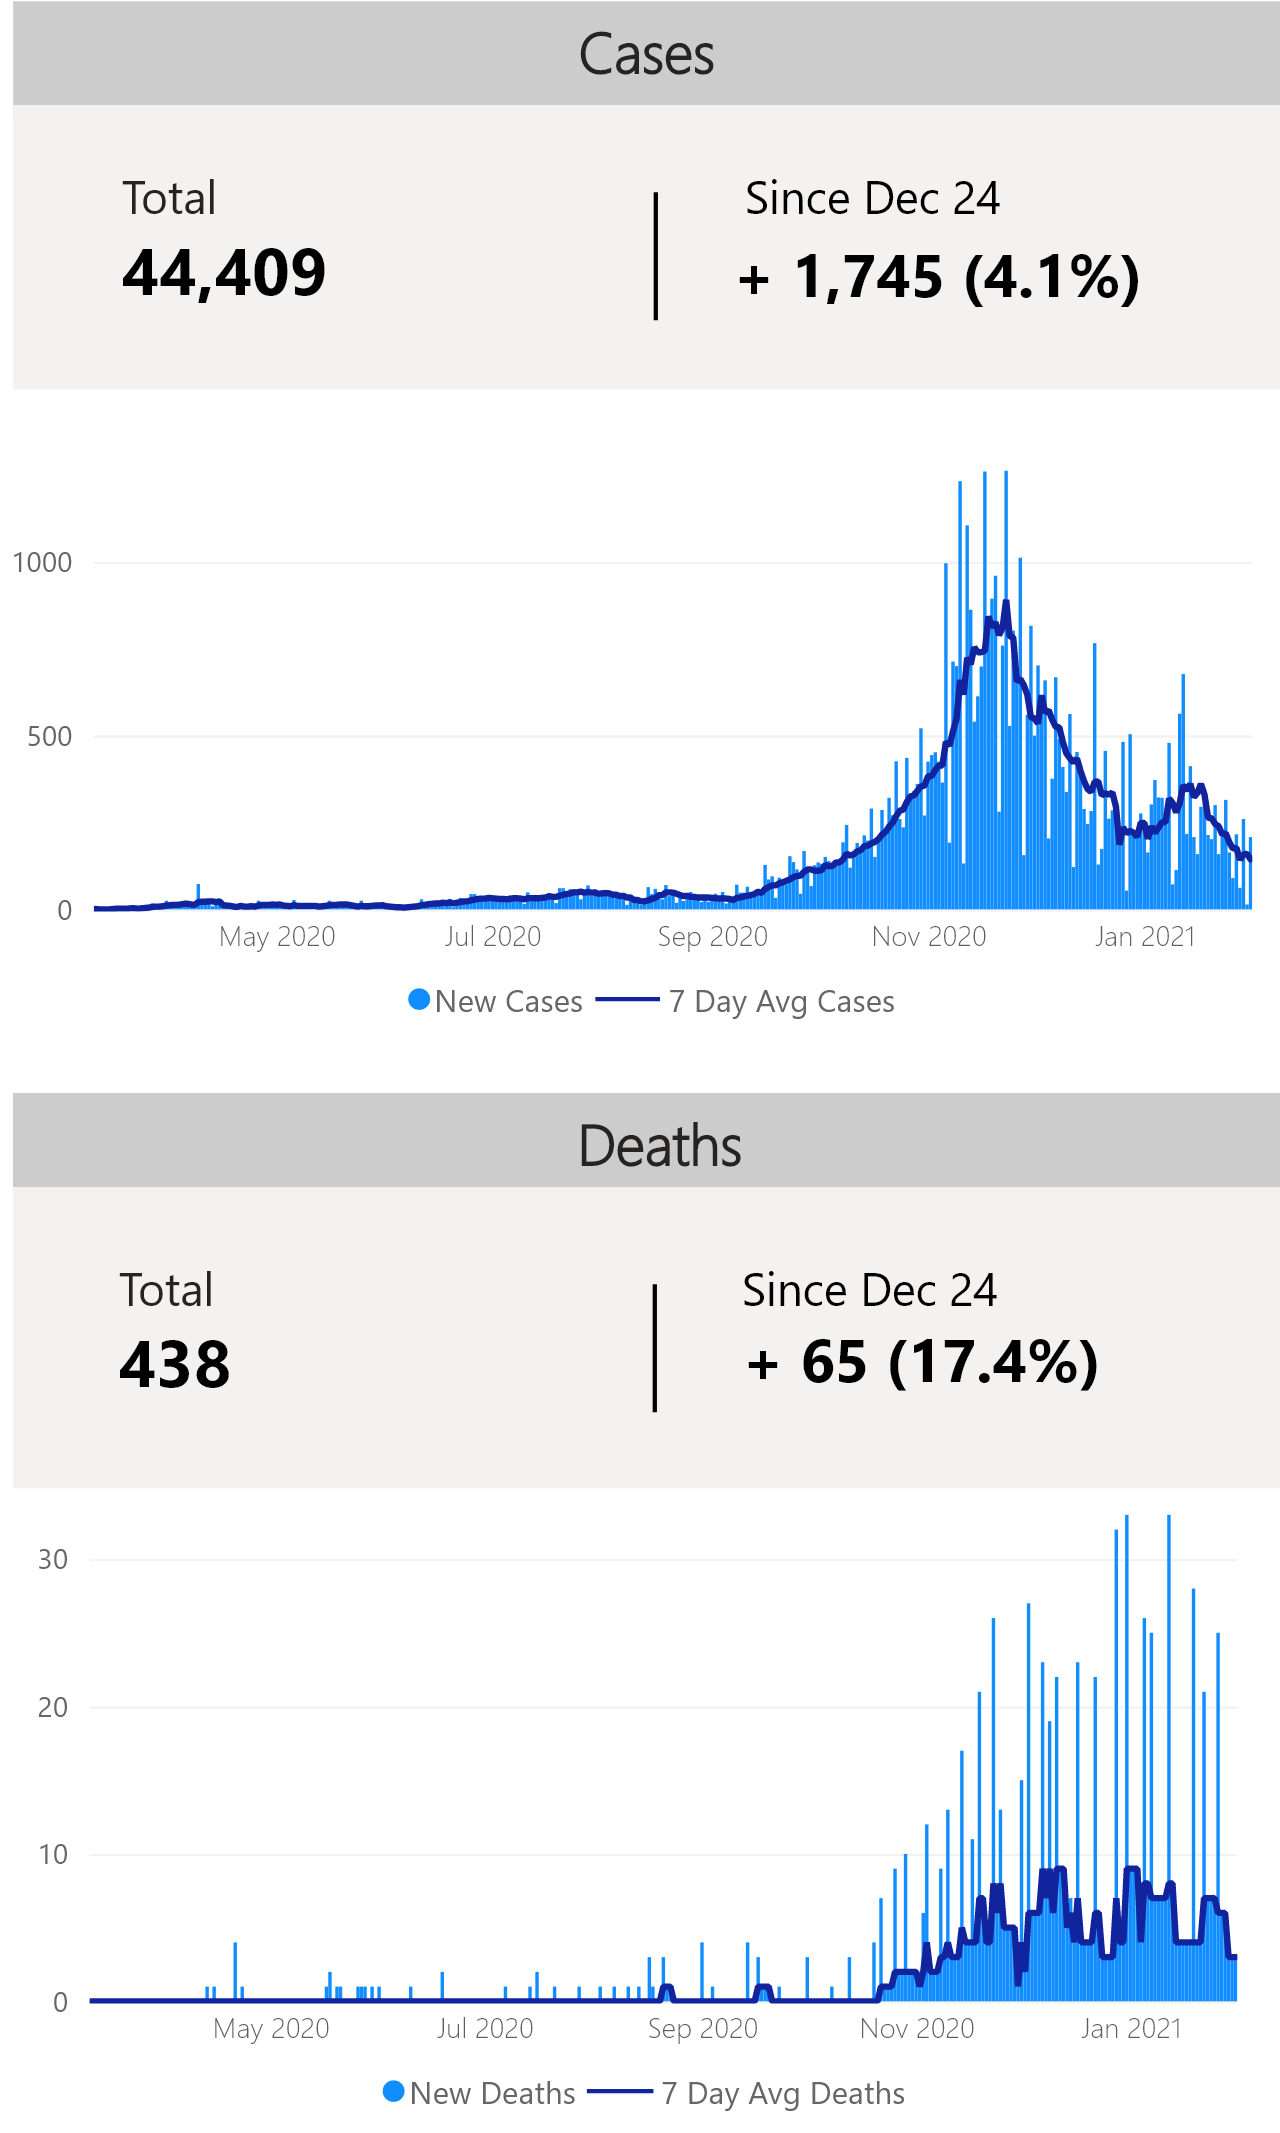 Cases
Total
Since Dec 24
44,409
+ 1,745 (4.1%)
1000
500
0
May 2020
Jul 2020
Sep 2020
Nov 2020
Jan 2021
New Cases
7 Day Avg Cases
Deaths
Total
Since Dec 24
438
+ 65 (17.4%)
30
20
10
0
May 2020
Jul 2020
Sep 2020
Nov 2020
Jan 2021
New Deaths
7 Day Avg Deaths